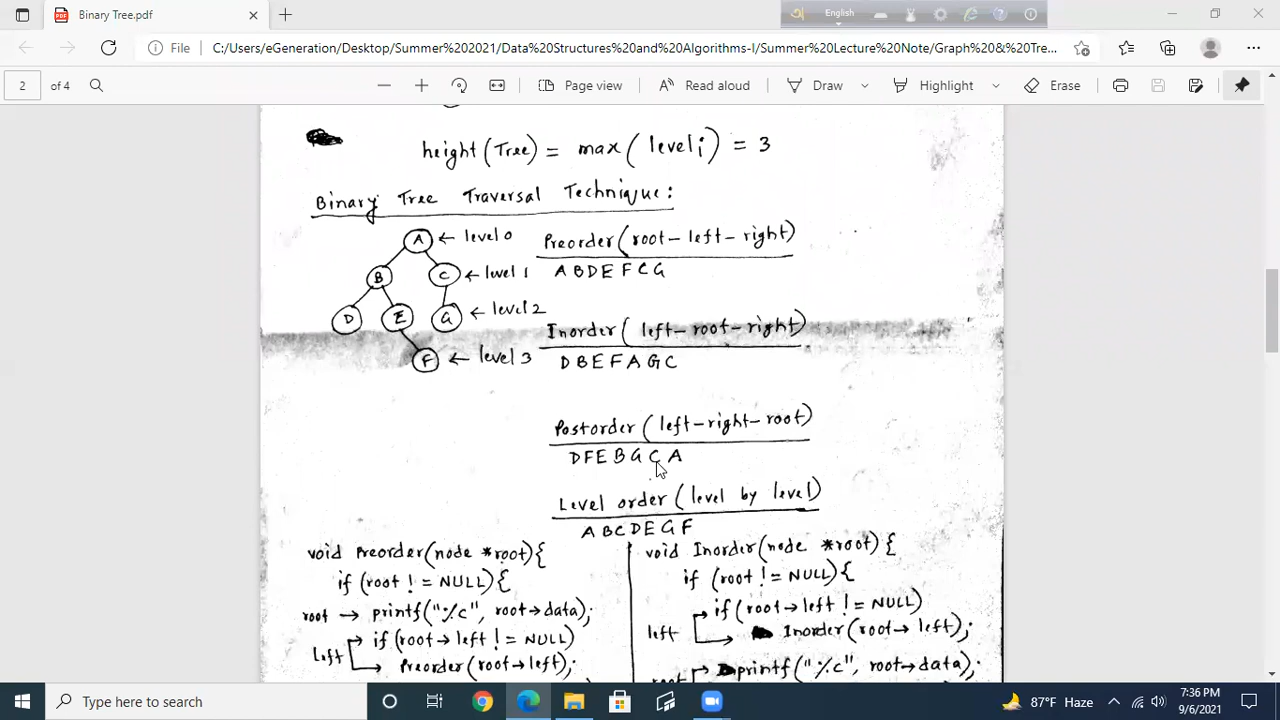 Binary Tree.pdf
English
File
C:/Users/eGeneration/Desktop/Summer%202021/Data%20Structures%20and%20Algorithms-I/Summer%20Lecture%20Note/Graph%20&%20Tre...
2 of 4
Page view
Read aloud
Draw
Highlight
Erase
height (Tree) = max ( level i ) = 3
Binary Tree Traversal Technique:
A ← level 0
B C ← level 1
D E G ← level 2
F ← level 3
Preorder (root-left-right)
A B D E F C G
Inorder ( left-root-right)
D B E F A G C
Postorder (left-right-root)
D F E B G C A
Level order (level by level)
A B C D E G F
void Preorder(node *root){
if (root != NULL){
root → printf("%c", root→data);
left if (root→left != NULL)
Preorder(root→left);
void Inorder(node *root){
if (root != NULL){
if (root→left != NULL)
left Inorder(root→left);
root printf("%c", root→data);
Type here to search
87°F Haze
7:36 PM
9/6/2021